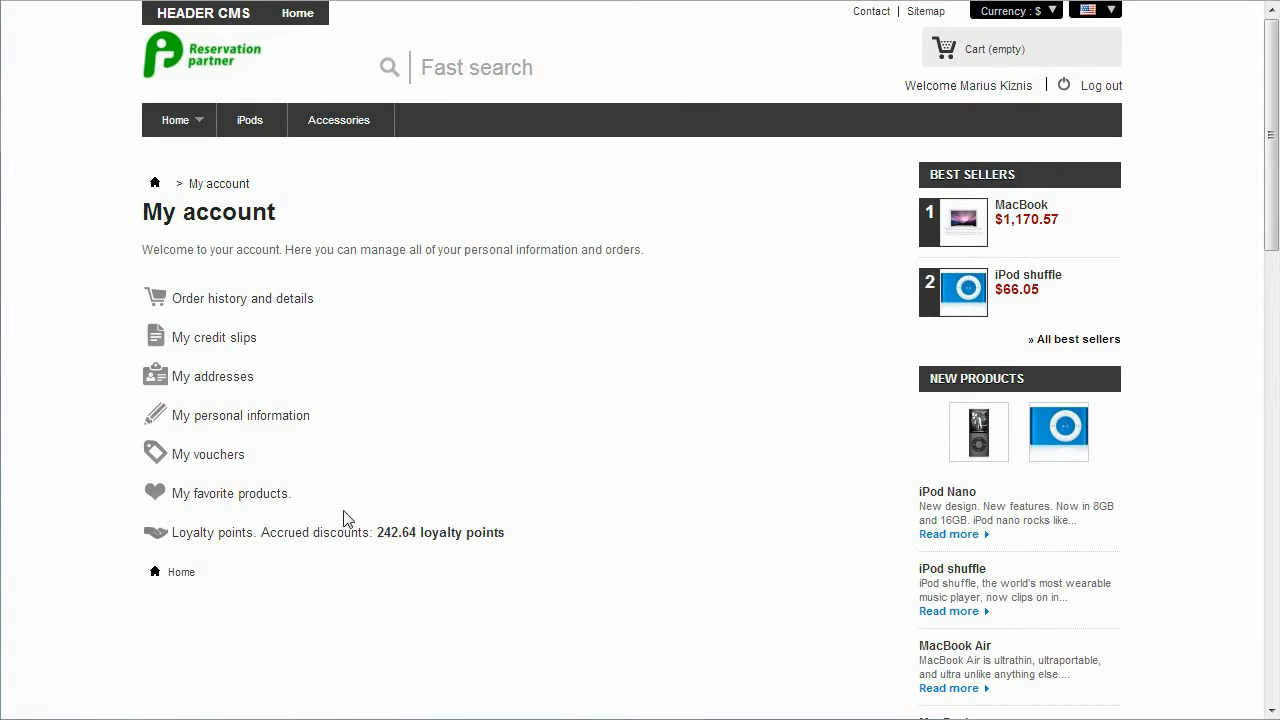 HEADER CMS Home
Contact | Sitemap
Currency : $
Reservation
partner
Fast search
Cart (empty)
Welcome Marius Kiznis | Log out
Home iPods Accessories
> My account
My account
Welcome to your account. Here you can manage all of your personal information and orders.
Order history and details
My credit slips
My addresses
My personal information
My vouchers
My favorite products.
Loyalty points. Accrued discounts: 242.64 loyalty points
Home
BEST SELLERS
1
MacBook
$1,170.57
2
iPod shuffle
$66.05
» All best sellers
NEW PRODUCTS
iPod Nano
New design. New features. Now in 8GB
and 16GB. iPod nano rocks like...
Read more
iPod shuffle
iPod shuffle, the world's most wearable
music player, now clips on in...
Read more
MacBook Air
MacBook Air is ultrathin, ultraportable,
and ultra unlike anything else....
Read more